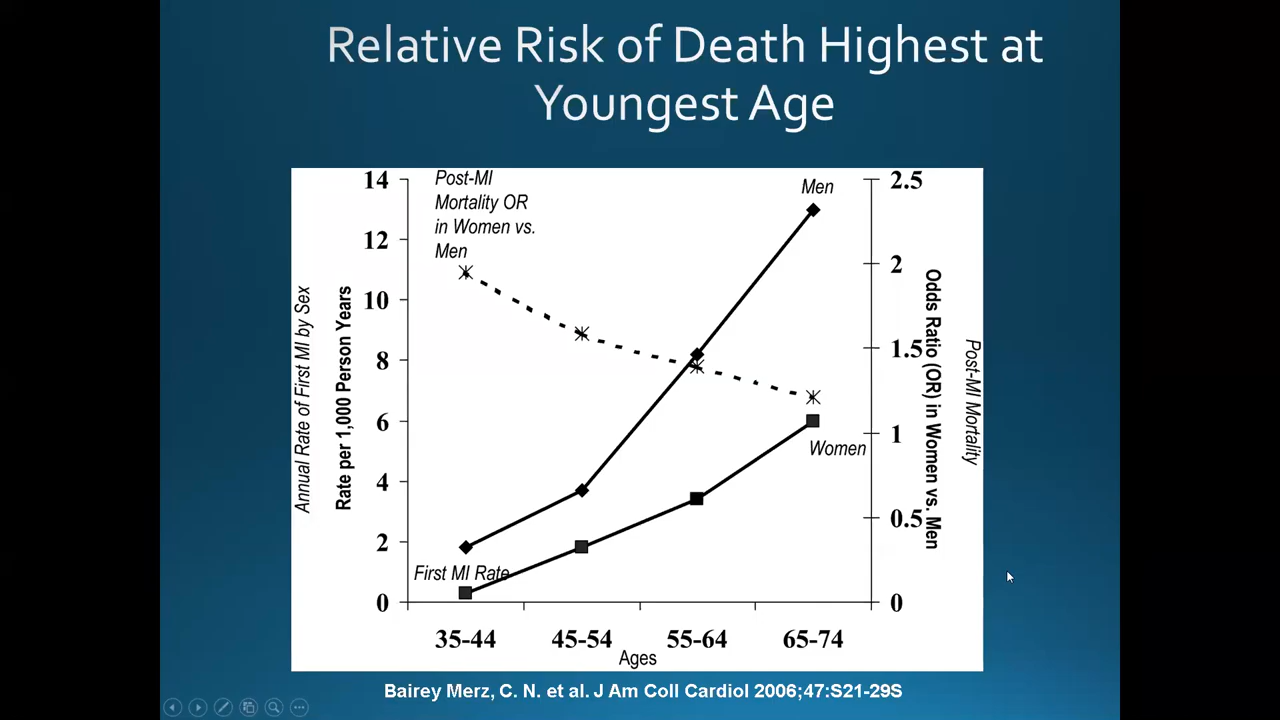 Relative Risk of Death Highest at
Youngest Age
Post-MI
Mortality OR
in Women vs.
Men
Men
Women
First MI Rate
Annual Rate of First MI by Sex
Rate per 1,000 Person Years
14
12
10
8
6
4
2
0
2.5
2
1.5
1
0.5
0
Odds Ratio (OR) in Women vs. Men
Post-MI Mortality
35-44 45-54 55-64 65-74
Ages
Bairey Merz, C. N. et al. J Am Coll Cardiol 2006;47:S21-29S